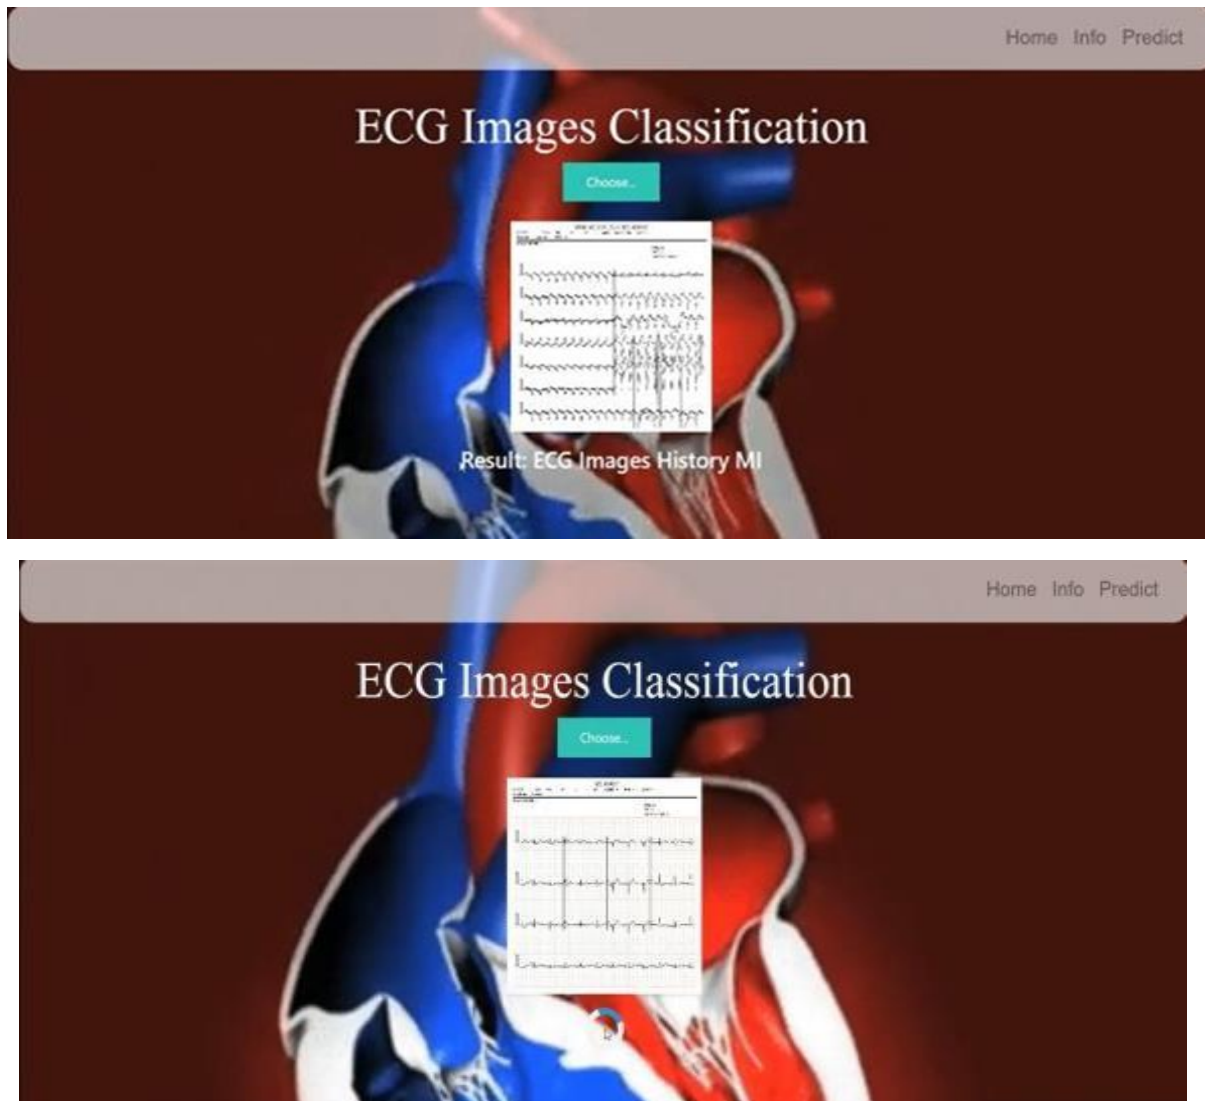 Home Info Predict
ECG Images Classification
Choose...
Result: ECG Images History MI
Home Info Predict
ECG Images Classification
Choose...